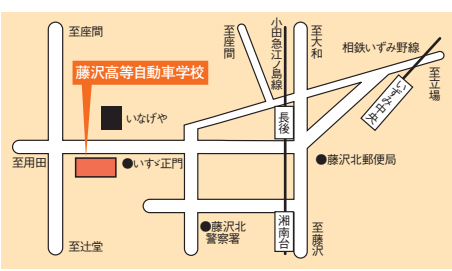 至座間
至座間
小田急江ノ島線
至大和
相鉄いずみ野線
至立場
藤沢高等自動車学校
いなげや
長後
いずみ中央
至用田
●いすゞ正門
●藤沢北郵便局
●藤沢北
警察署
湘南台
至辻堂
至藤沢